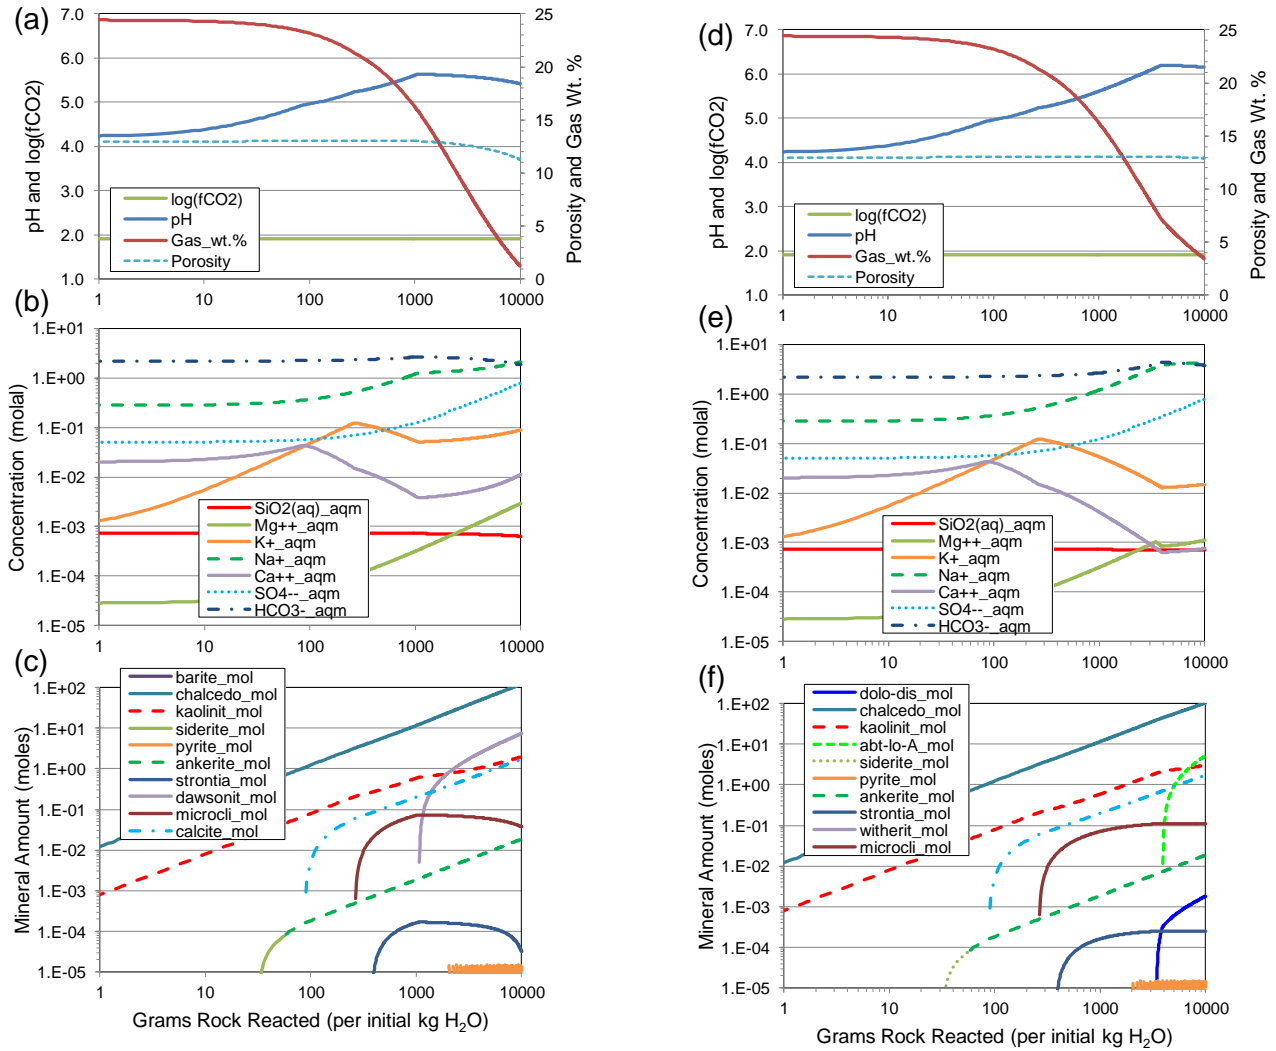 (a)
7.0
6.0
5.0
4.0
3.0
2.0
1.0
pH and log(fCO2)
25
20
15
10
5
0
Porosity and Gas Wt. %
log(fCO2)
pH
Gas_wt.%
Porosity
1
10
100
1000
10000
(b)
1.E+01
1.E+00
1.E-01
1.E-02
1.E-03
1.E-04
1.E-05
Concentration (molal)
SiO2(aq)_aqm
Mg++_aqm
K+_aqm
Na+_aqm
Ca++_aqm
SO4--_aqm
HCO3-_aqm
1
10
100
1000
10000
(c)
1.E+02
1.E+01
1.E+00
1.E-01
1.E-02
1.E-03
1.E-04
1.E-05
Mineral Amount (moles)
barite_mol
chalcedo_mol
kaolinit_mol
siderite_mol
pyrite_mol
ankerite_mol
strontia_mol
dawsonit_mol
microcli_mol
calcite_mol
1
10
100
1000
10000
Grams Rock Reacted (per initial kg H2O)
(d)
7.0
6.0
5.0
4.0
3.0
2.0
1.0
pH and log(fCO2)
25
20
15
10
5
0
Porosity and Gas Wt. %
log(fCO2)
pH
Gas_wt.%
Porosity
1
10
100
1000
10000
(e)
1.E+01
1.E+00
1.E-01
1.E-02
1.E-03
1.E-04
1.E-05
Concentration (molal)
SiO2(aq)_aqm
Mg++_aqm
K+_aqm
Na+_aqm
Ca++_aqm
SO4--_aqm
HCO3-_aqm
1
10
100
1000
10000
(f)
1.E+02
1.E+01
1.E+00
1.E-01
1.E-02
1.E-03
1.E-04
1.E-05
Mineral Amount (moles)
dolo-dis_mol
chalcedo_mol
kaolinit_mol
abt-lo-A_mol
siderite_mol
pyrite_mol
ankerite_mol
strontia_mol
witherit_mol
microcli_mol
1
10
100
1000
10000
Grams Rock Reacted (per initial kg H2O)